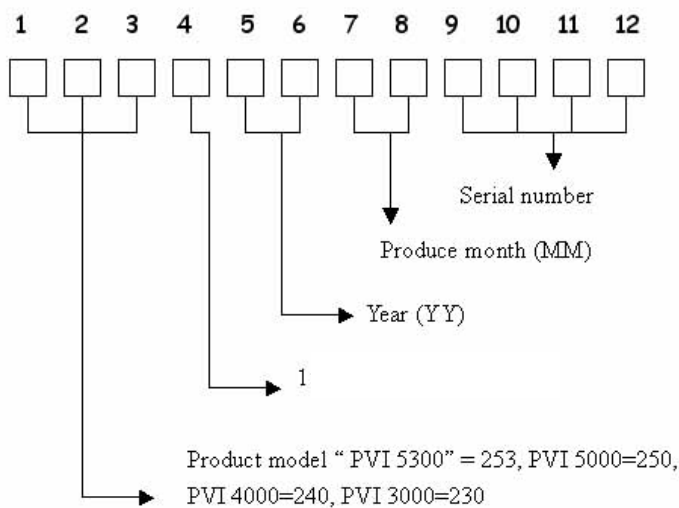 1 2 3 4 5 6 7 8 9 10 11 12
Serial number
Produce month (MM)
Year (YY)
1
Product model “ PVI 5300” = 253, PVI 5000=250,
PVI 4000=240, PVI 3000=230